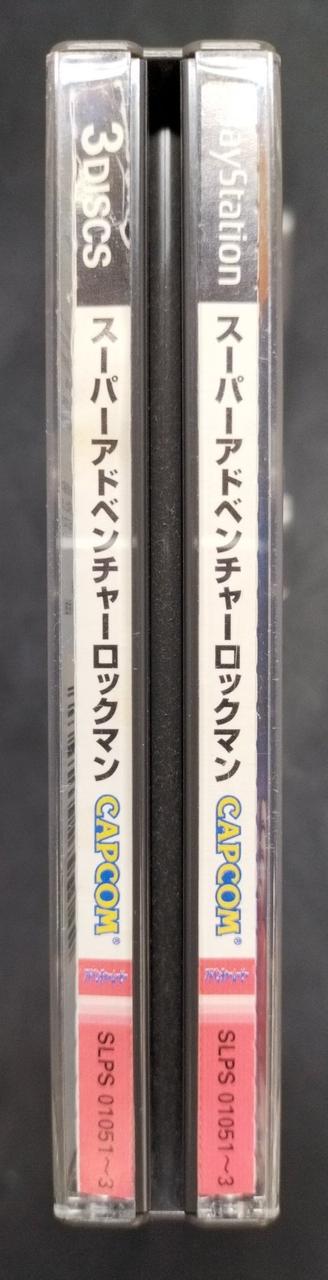 3 DISCS
スーパーアドベンチャーロックマン
CAPCOM®
SLPS 01051～3
PlayStation
スーパーアドベンチャーロックマン
CAPCOM®
SLPS 01051～3